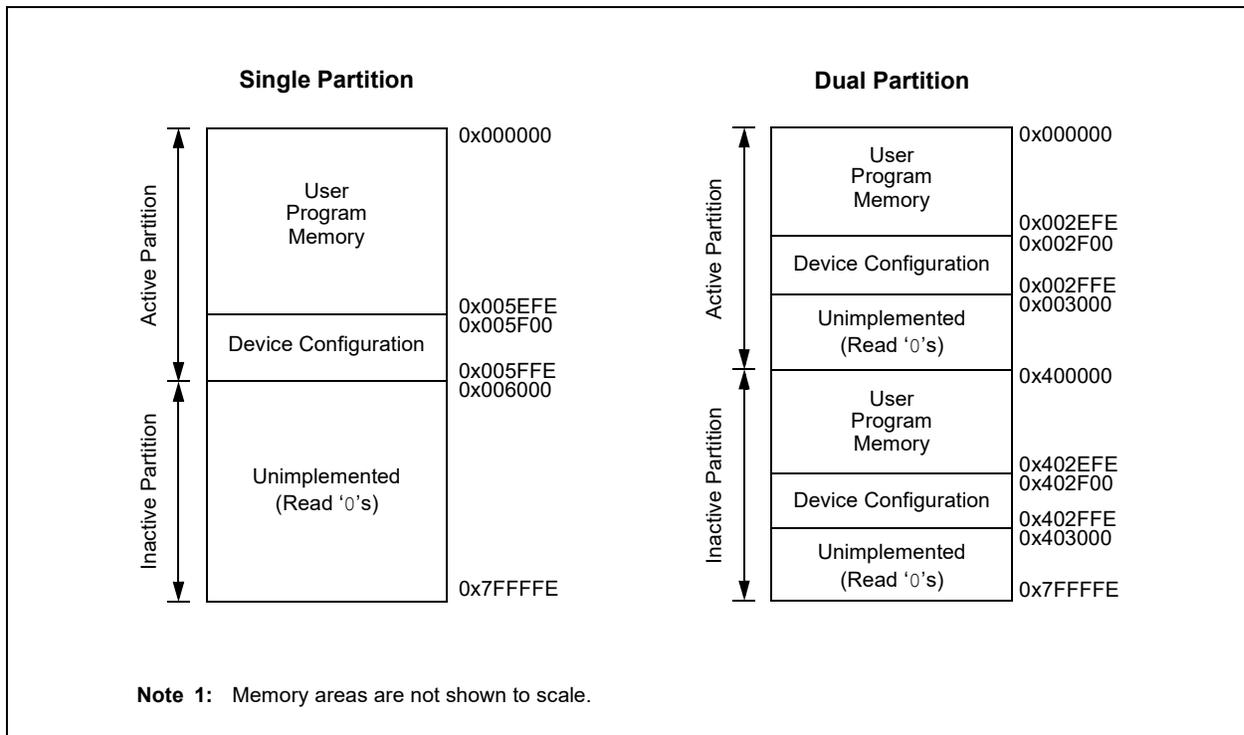 Single Partition
Active Partition
Inactive Partition
User
Program
Memory
Device Configuration
Unimplemented
(Read ‘0’s)
0x000000
0x005EFE
0x005F00
0x005FFE
0x006000
0x7FFFFE
Dual Partition
Active Partition
Inactive Partition
User
Program
Memory
Device Configuration
Unimplemented
(Read ‘0’s)
User
Program
Memory
Device Configuration
Unimplemented
(Read ‘0’s)
0x000000
0x002EFE
0x002F00
0x002FFE
0x003000
0x400000
0x402EFE
0x402F00
0x402FFE
0x403000
0x7FFFFE
Note 1: Memory areas are not shown to scale.